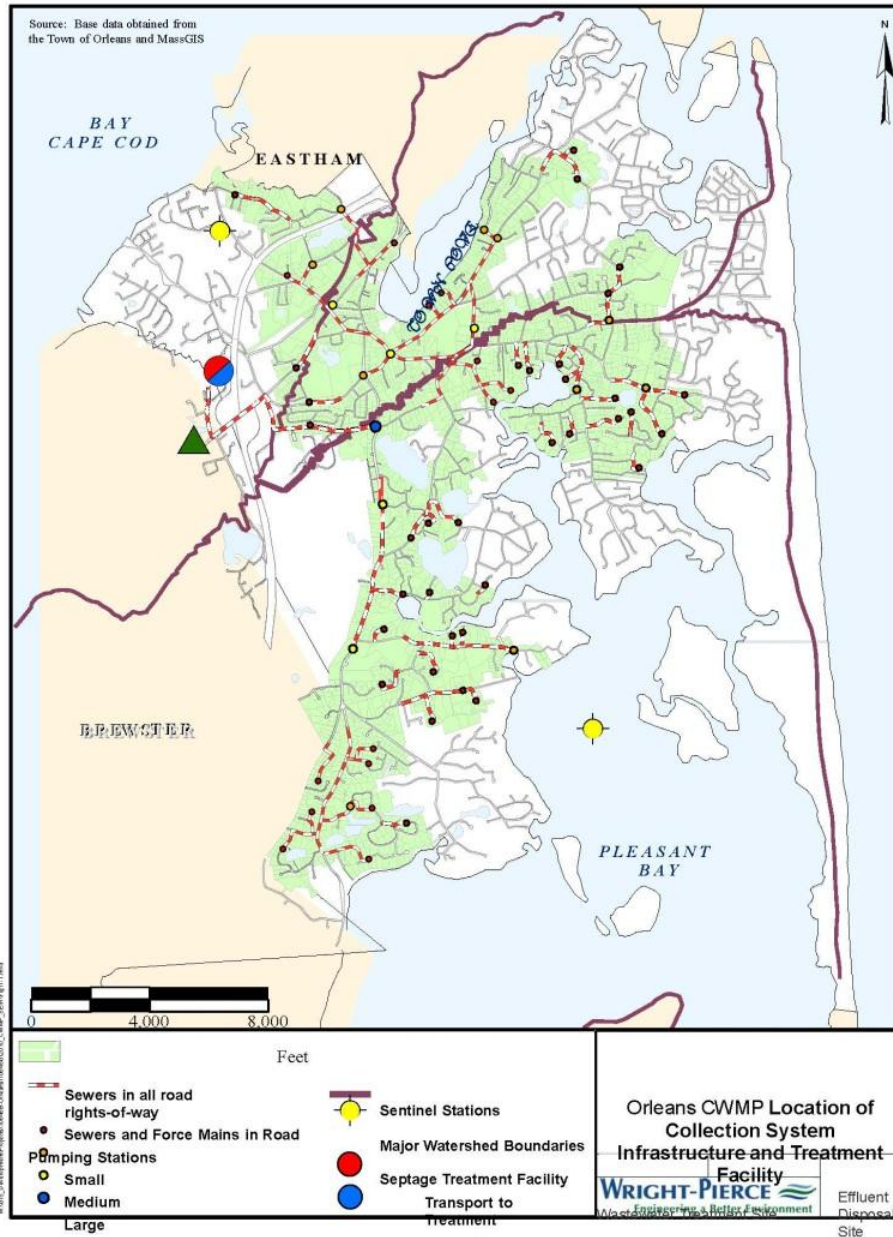 Source: Base data obtained from
the Town of Orleans and MassGIS
N
BAY
CAPE COD
EASTHAM
TOWN COVE
BREWSTER
PLEASANT
BAY
0 4,000 8,000
Feet
Sewers in all road
rights-of-way
Sewers and Force Mains in Road
Pumping Stations
Small
Medium
Large
Sentinel Stations
Major Watershed Boundaries
Septage Treatment Facility
Transport to
Treatment
Orleans CWMP Location of
Collection System
Infrastructure and Treatment
Facility
WRIGHT-PIERCE
Engineering a Better Environment
Wastewater Treatment Site
Effluent
Disposal
Site